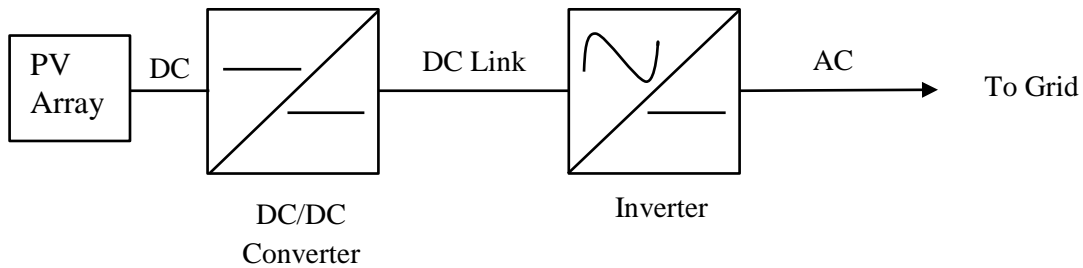 PV
Array
DC
DC/DC
Converter
DC Link
Inverter
AC
To Grid